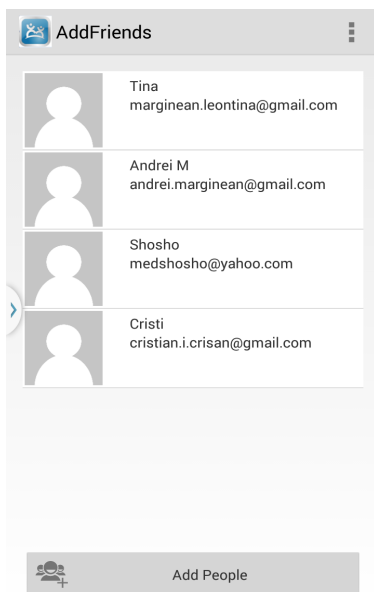 AddFriends
Tina
marginean.leontina@gmail.com
Andrei M
andrei.marginean@gmail.com
Shosho
medshosho@yahoo.com
Cristi
cristian.i.crisan@gmail.com
Add People